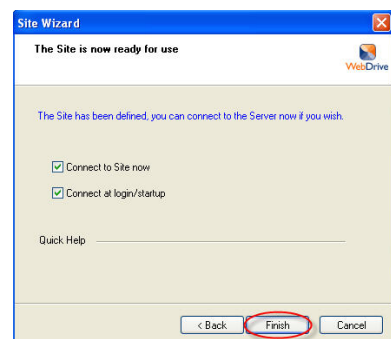 Site Wizard
The Site is now ready for use
WebDrive
The Site has been defined, you can connect to the Server now if you wish.
Connect to Site now
Connect at login/startup
Quick Help
< Back Finish Cancel